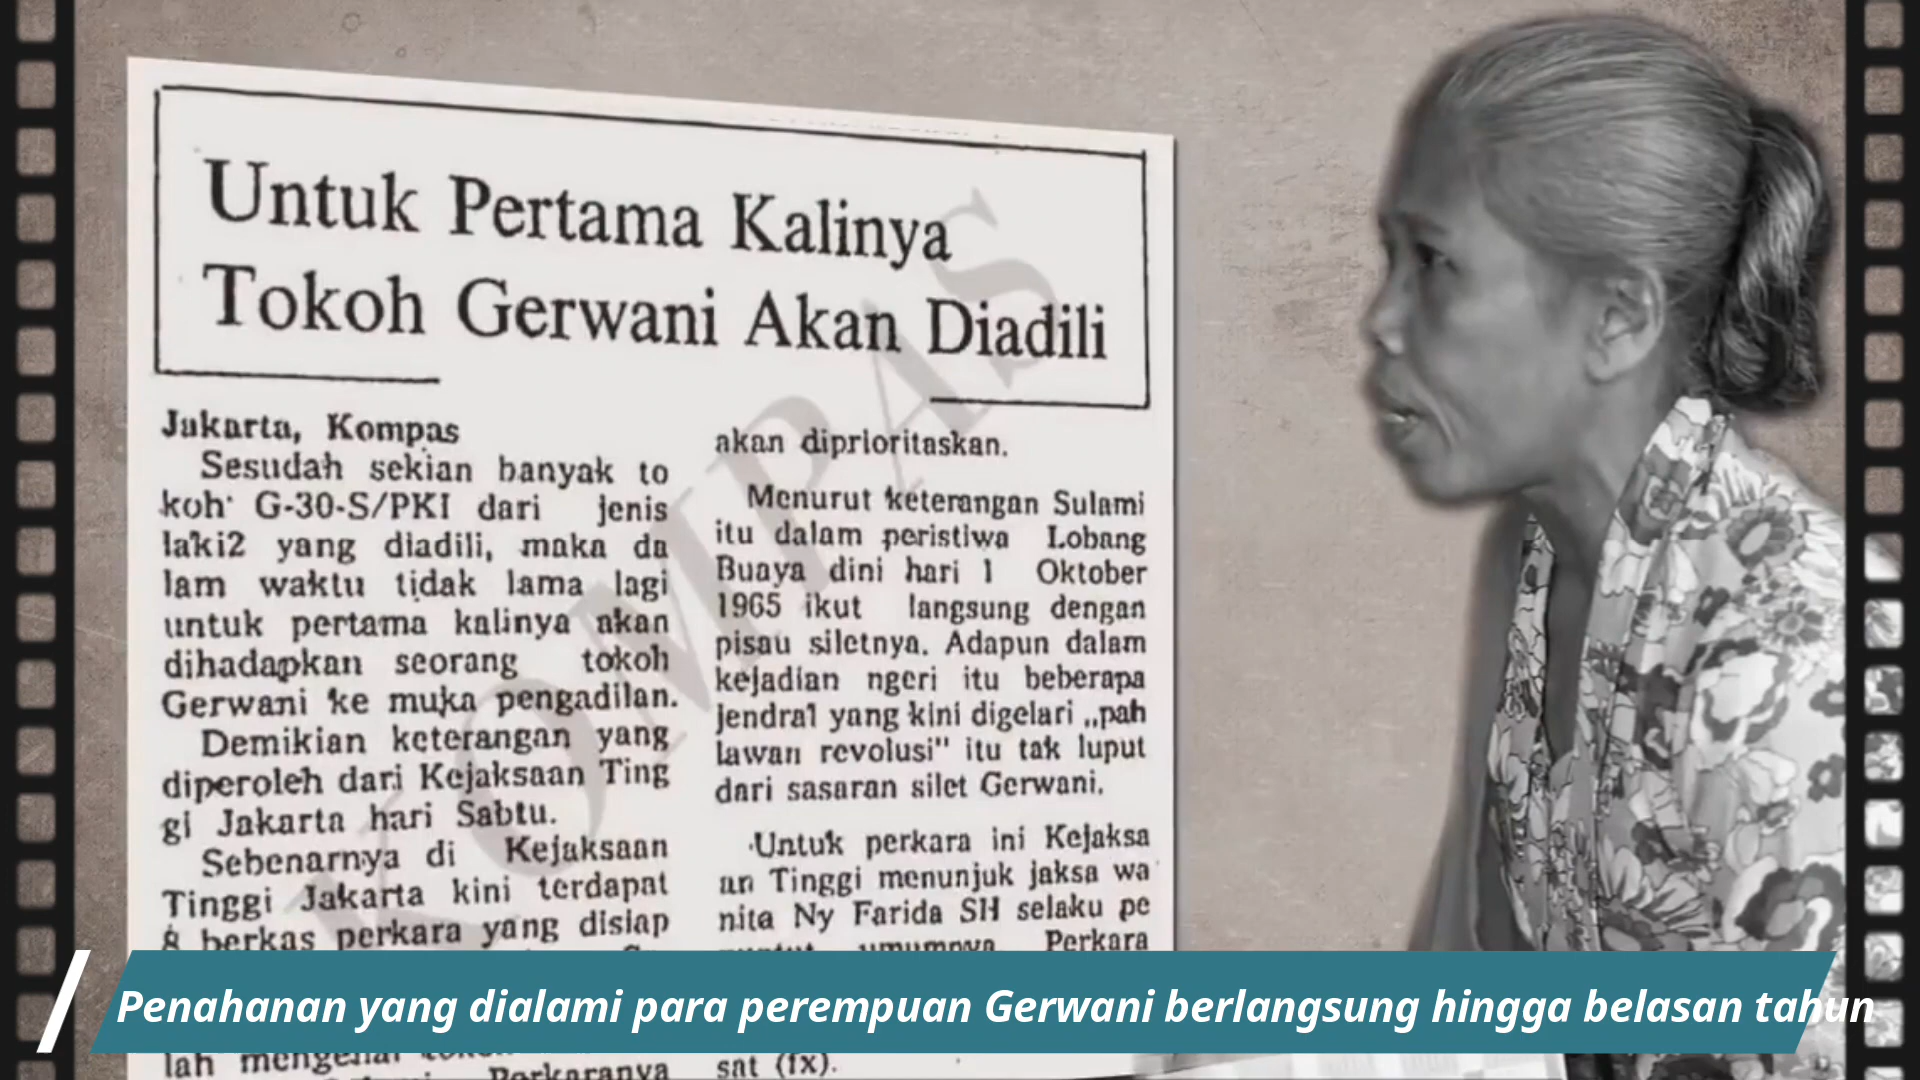 Untuk Pertama Kalinya
Tokoh Gerwani Akan Diadili
Jakarta, Kompas
Sesudah sekian banyak to
koh G-30-S/PKI dari jenis
laki2 yang diadili, maka da
lam waktu tidak lama lagi
untuk pertama kalinya akan
dihadapkan seorang tokoh
Gerwani ke muka pengadilan.
Demikian keterangan yang
diperoleh dari Kejaksaan Ting
gi Jakarta hari Sabtu.
Sebenarnya di Kejaksaan
Tinggi Jakarta kini terdapat
8 berkas perkara yang disiap
lah mengenai
Perkaranya
akan diprioritaskan.
Menurut keterangan Sulami
itu dalam peristiwa Lobang
Buaya dini hari 1 Oktober
1965 ikut langsung dengan
pisau siletnya. Adapun dalam
kejadian ngeri itu beberapa
jendral yang kini digelari „pah
lawan revolusi" itu tak luput
dari sasaran silet Gerwani.
Untuk perkara ini Kejaksa
an Tinggi menunjuk jaksa wa
nita Ny Farida SH selaku pe
umumnya Perkara
sat (fx).
KOMPAS
Penahanan yang dialami para perempuan Gerwani berlangsung hingga belasan tahun